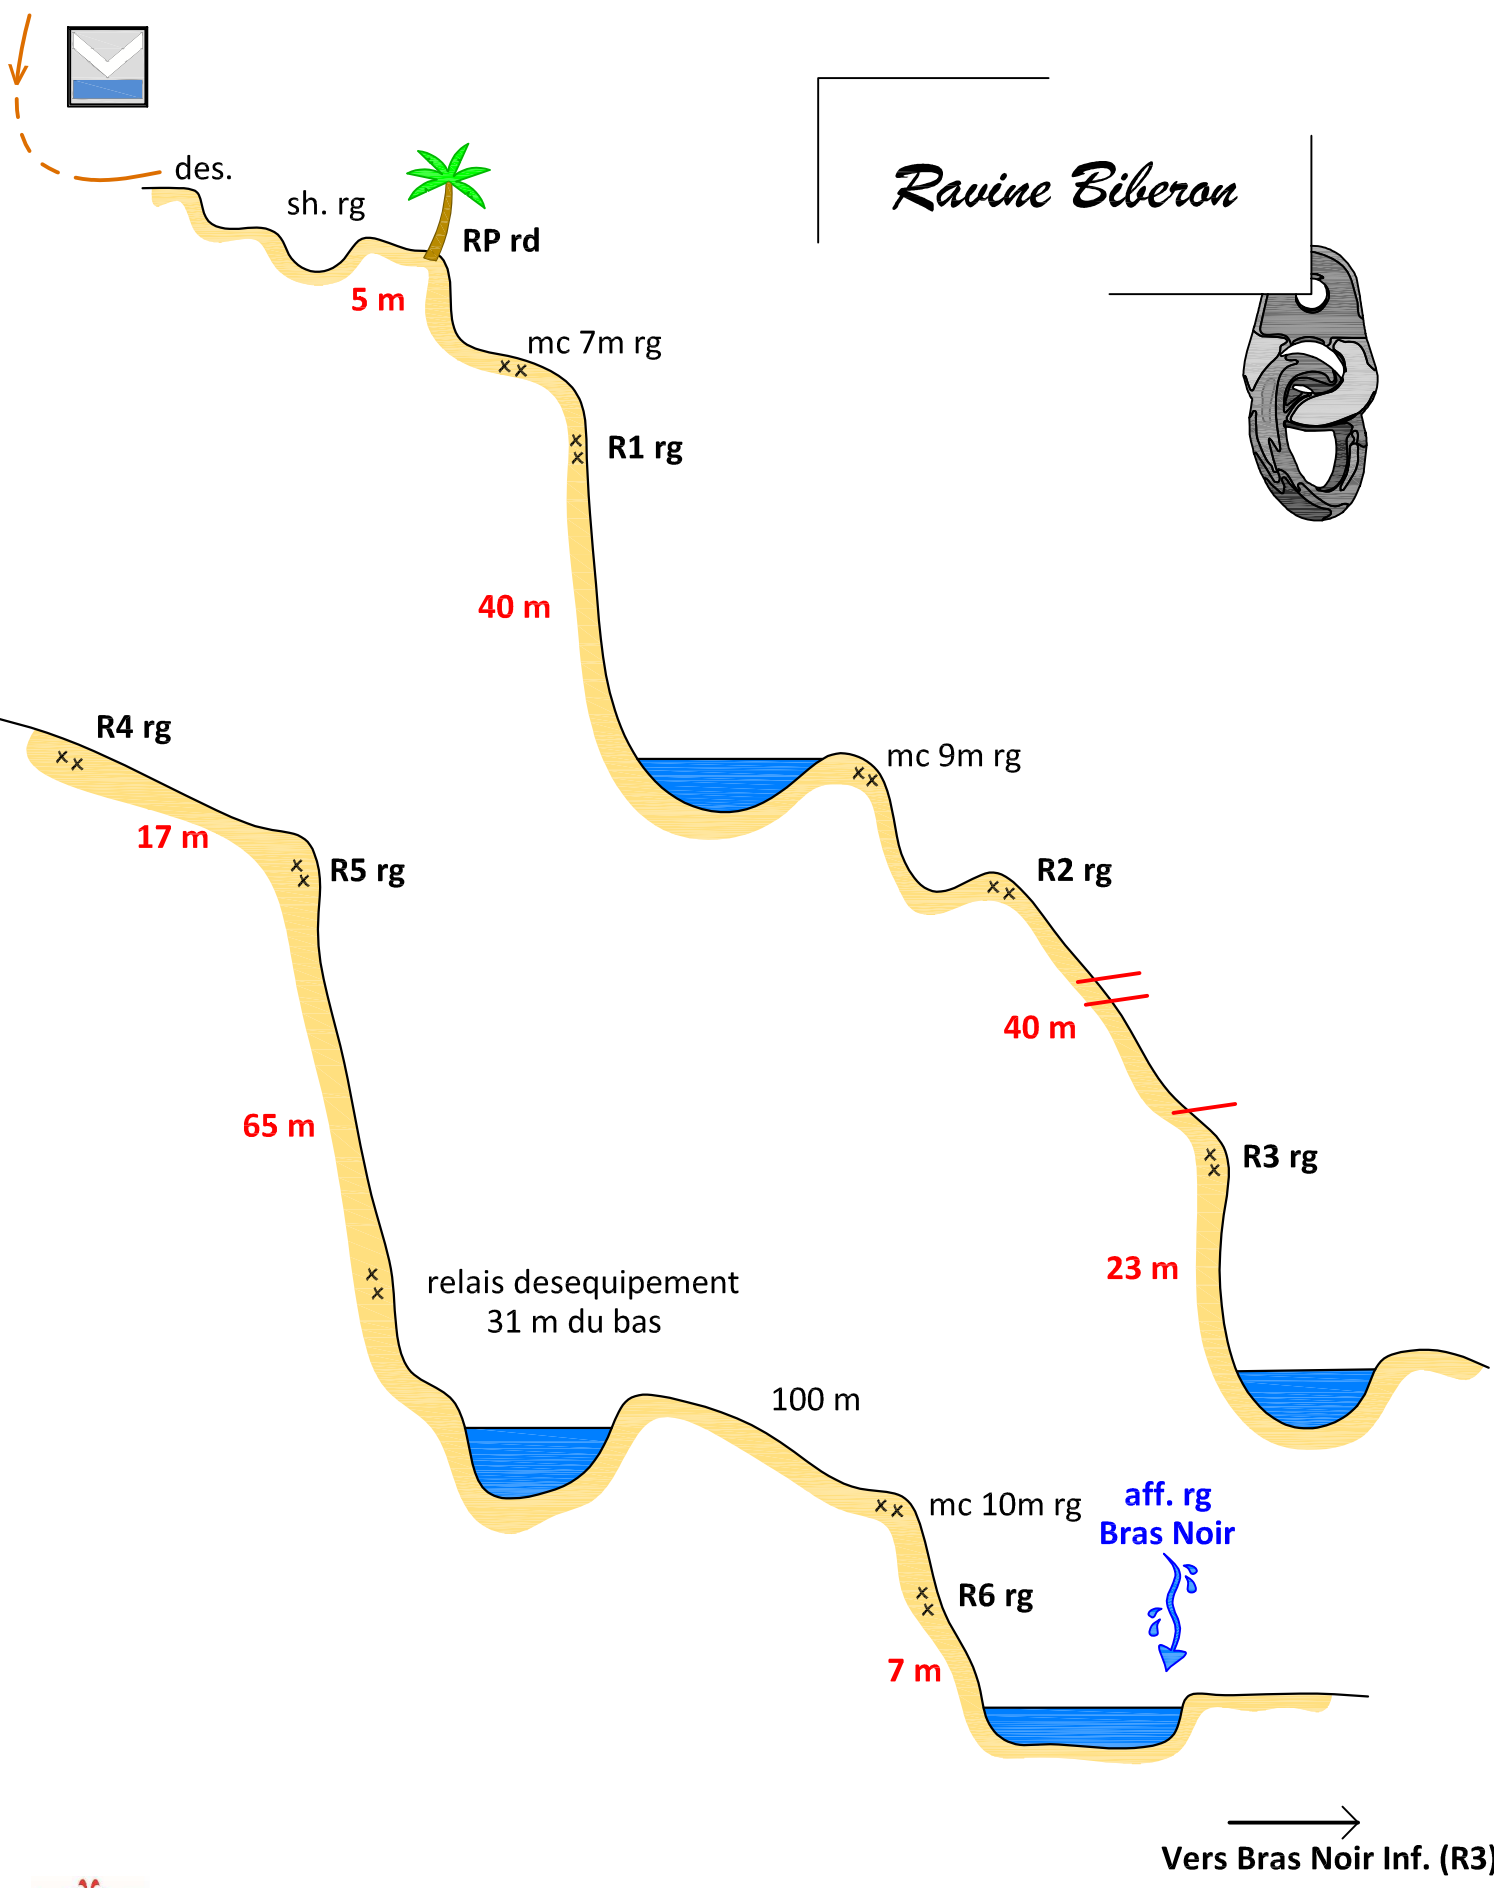 Ravine Biberon
des.
sh. rg
RP rd
5 m
mc 7m rg
R1 rg
40 m
mc 9m rg
R2 rg
40 m
R3 rg
23 m
R4 rg
17 m
R5 rg
65 m
relais desequipement
31 m du bas
100 m
mc 10m rg
R6 rg
7 m
aff. rg
Bras Noir
Vers Bras Noir Inf. (R3)